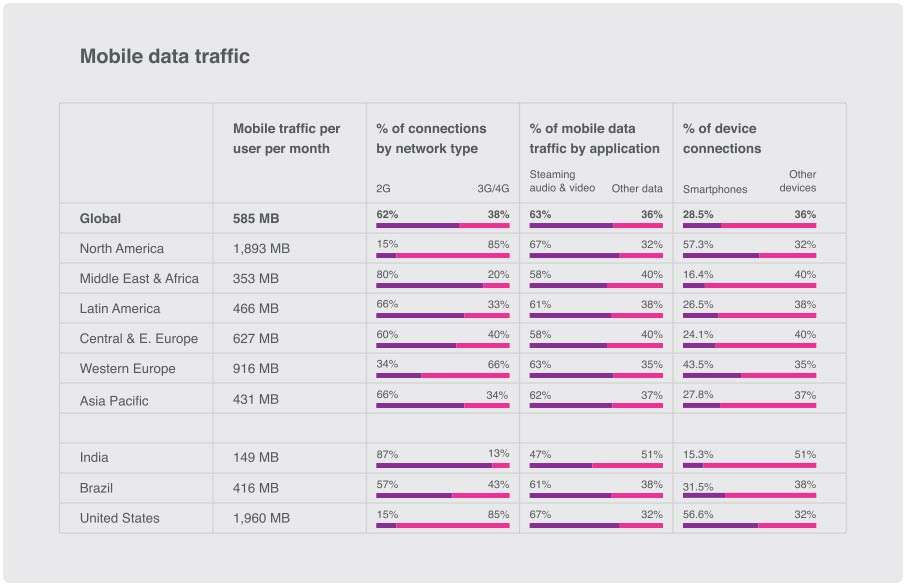 Mobile data traffic
Mobile traffic per user per month
% of connections by network type
% of mobile data traffic by application
% of device connections
2G 3G/4G Steaming audio & video Other data Smartphones Other devices
Global 585 MB 62% 38% 63% 36% 28.5% 36%
North America 1,893 MB 15% 85% 67% 32% 57.3% 32%
Middle East & Africa 353 MB 80% 20% 58% 40% 16.4% 40%
Latin America 466 MB 66% 33% 61% 38% 26.5% 38%
Central & E. Europe 627 MB 60% 40% 58% 40% 24.1% 40%
Western Europe 916 MB 34% 66% 63% 35% 43.5% 35%
Asia Pacific 431 MB 66% 34% 62% 37% 27.8% 37%
India 149 MB 87% 13% 47% 51% 15.3% 51%
Brazil 416 MB 57% 43% 61% 38% 31.5% 38%
United States 1,960 MB 15% 85% 67% 32% 56.6% 32%